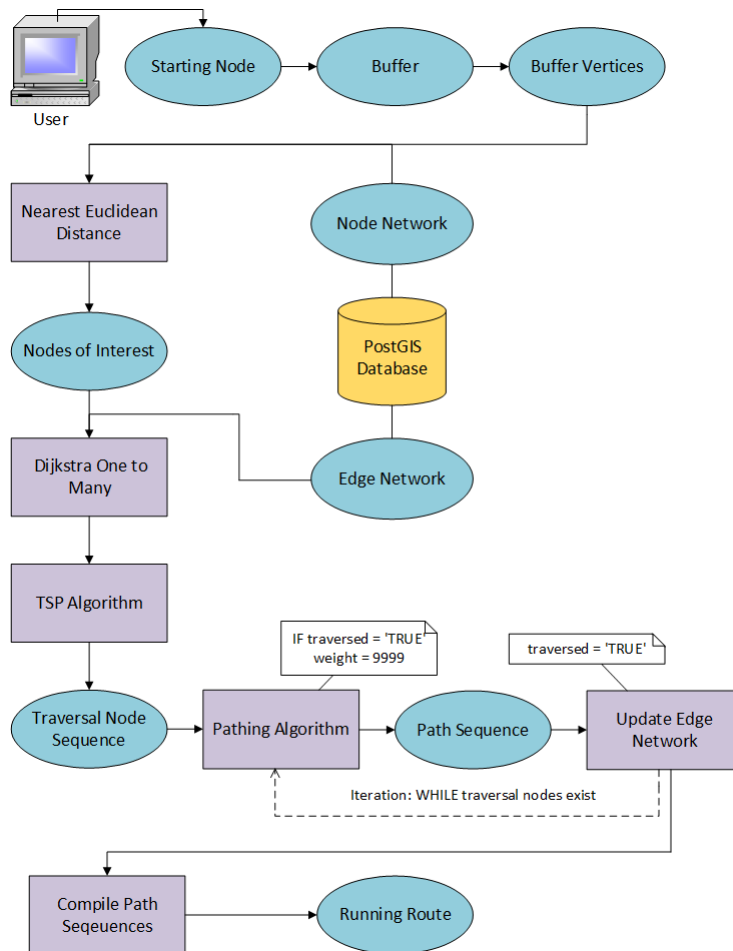 Starting Node
Buffer
Buffer Vertices
User
Nearest Euclidean
Distance
Node Network
Nodes of Interest
PostGIS
Database
Dijkstra One to
Many
Edge Network
TSP Algorithm
IF traversed = 'TRUE'
weight = 9999
traversed = 'TRUE'
Traversal Node
Sequence
Pathing Algorithm
Path Sequence
Update Edge
Network
Iteration: WHILE traversal nodes exist
Compile Path
Seqeuences
Running Route